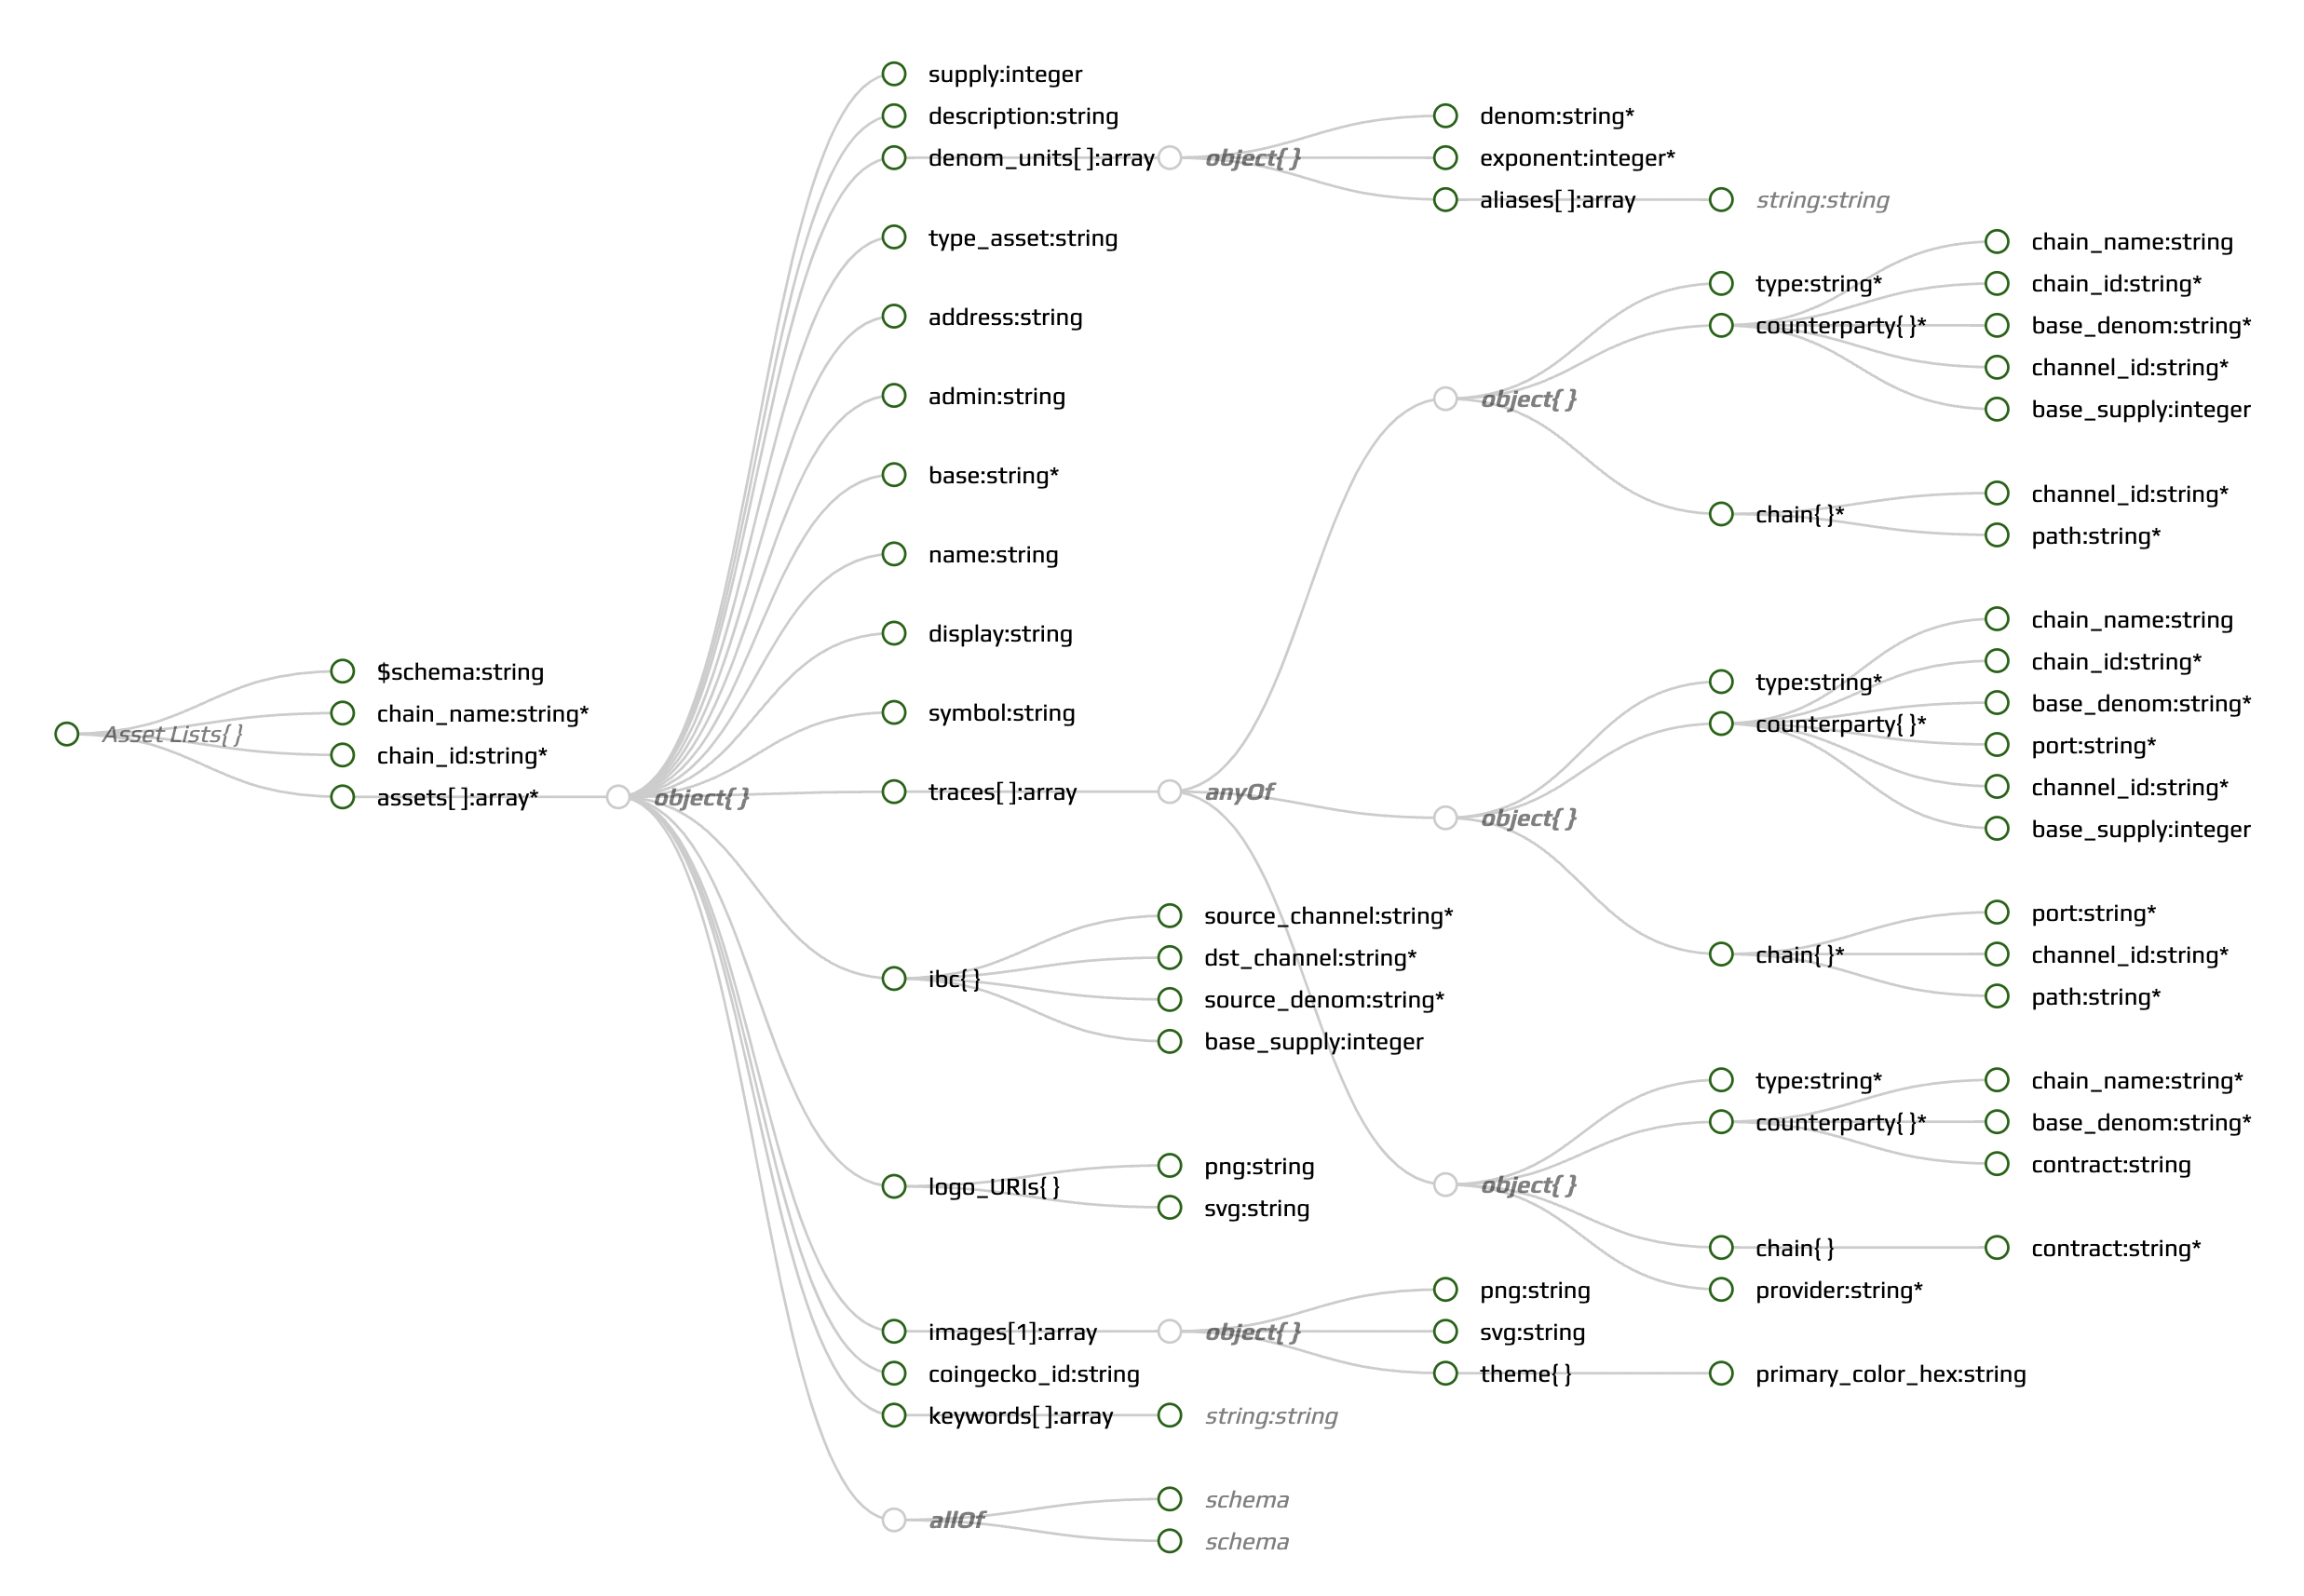 Asset Lists{ }
$schema:string
chain_name:string*
chain_id:string*
assets[ ]:array*
object{ }
supply:integer
description:string
denom_units[ ]:array
object{ }
denom:string*
exponent:integer*
aliases[ ]:array
string:string
type_asset:string
address:string
admin:string
base:string*
name:string
display:string
symbol:string
traces[ ]:array
anyOf
object{ }
type:string*
counterparty{ }*
chain_name:string
chain_id:string*
base_denom:string*
channel_id:string*
base_supply:integer
chain{ }*
channel_id:string*
path:string*
object{ }
type:string*
counterparty{ }*
chain_name:string
chain_id:string*
base_denom:string*
port:string*
channel_id:string*
base_supply:integer
chain{ }*
port:string*
channel_id:string*
path:string*
object{ }
type:string*
counterparty{ }*
chain_name:string*
base_denom:string*
contract:string
chain{ }
contract:string*
provider:string*
ibc{ }
source_channel:string*
dst_channel:string*
source_denom:string*
base_supply:integer
logo_URIs{ }
png:string
svg:string
images[1]:array
object{ }
png:string
svg:string
theme{ }
primary_color_hex:string
coingecko_id:string
keywords[ ]:array
string:string
allOf
schema
schema